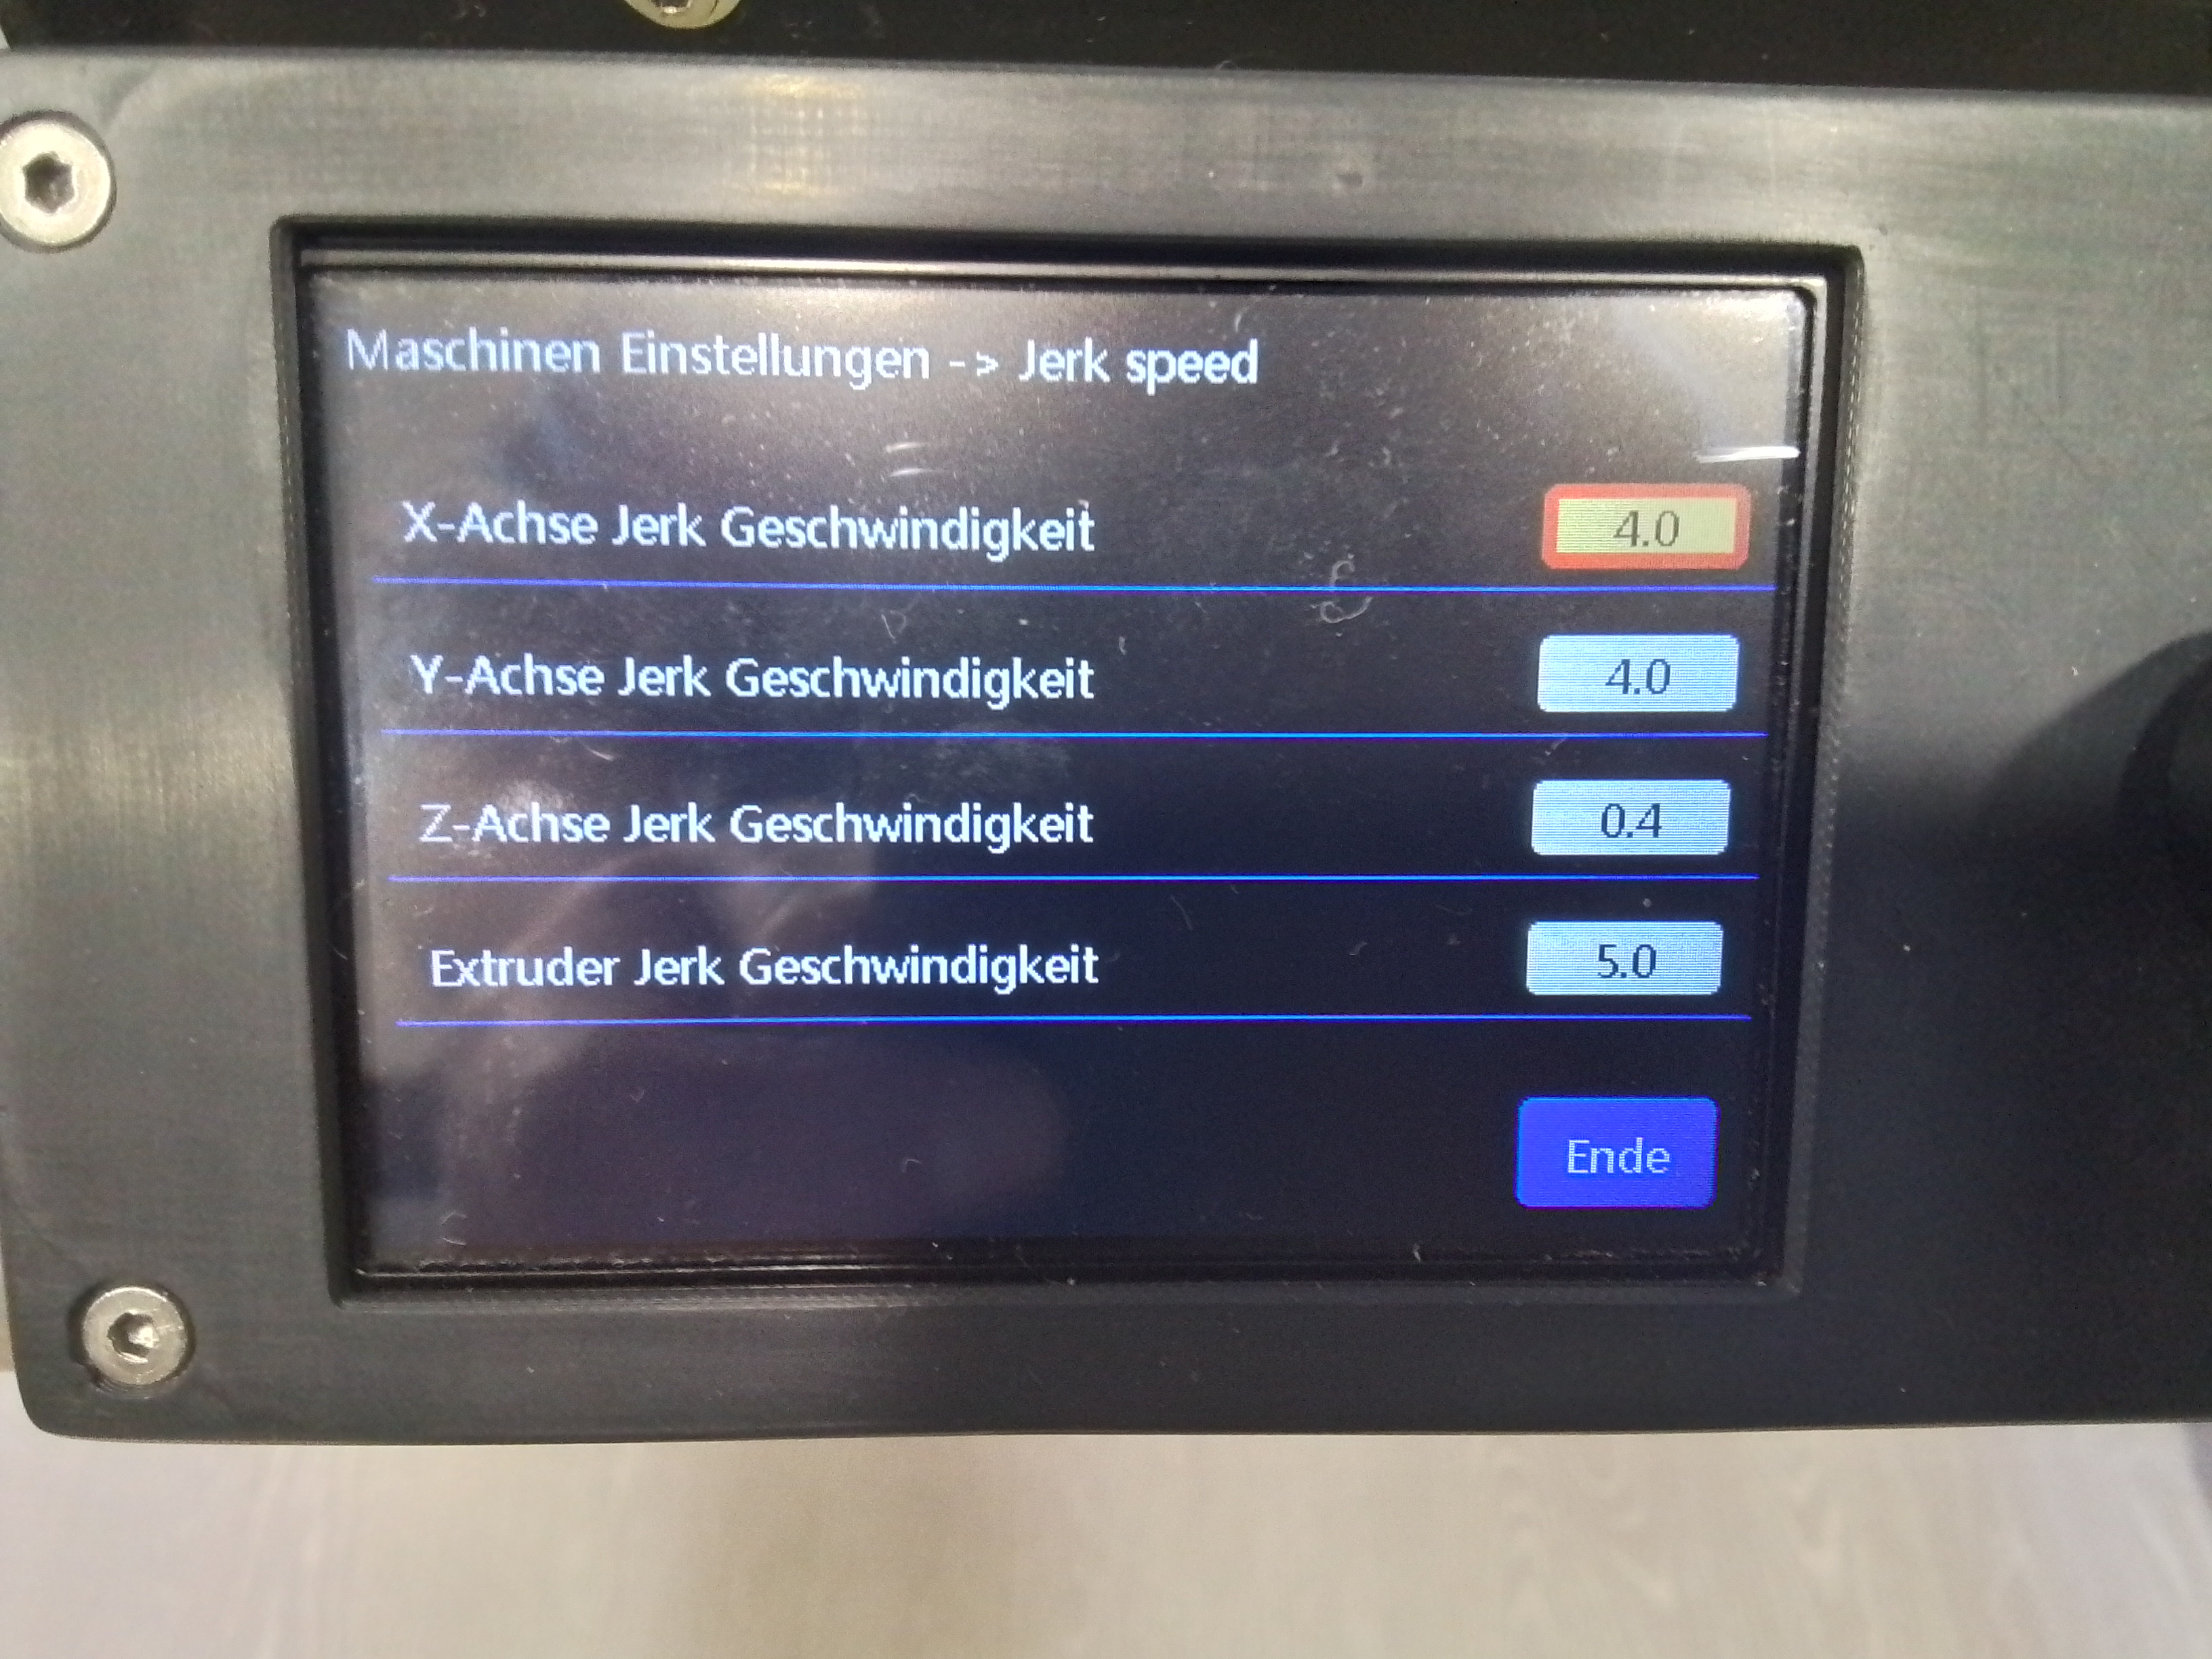 Maschinen Einstellungen -> Jerk speed
X-Achse Jerk Geschwindigkeit 4.0
Y-Achse Jerk Geschwindigkeit 4.0
Z-Achse Jerk Geschwindigkeit 0.4
Extruder Jerk Geschwindigkeit 5.0
Ende